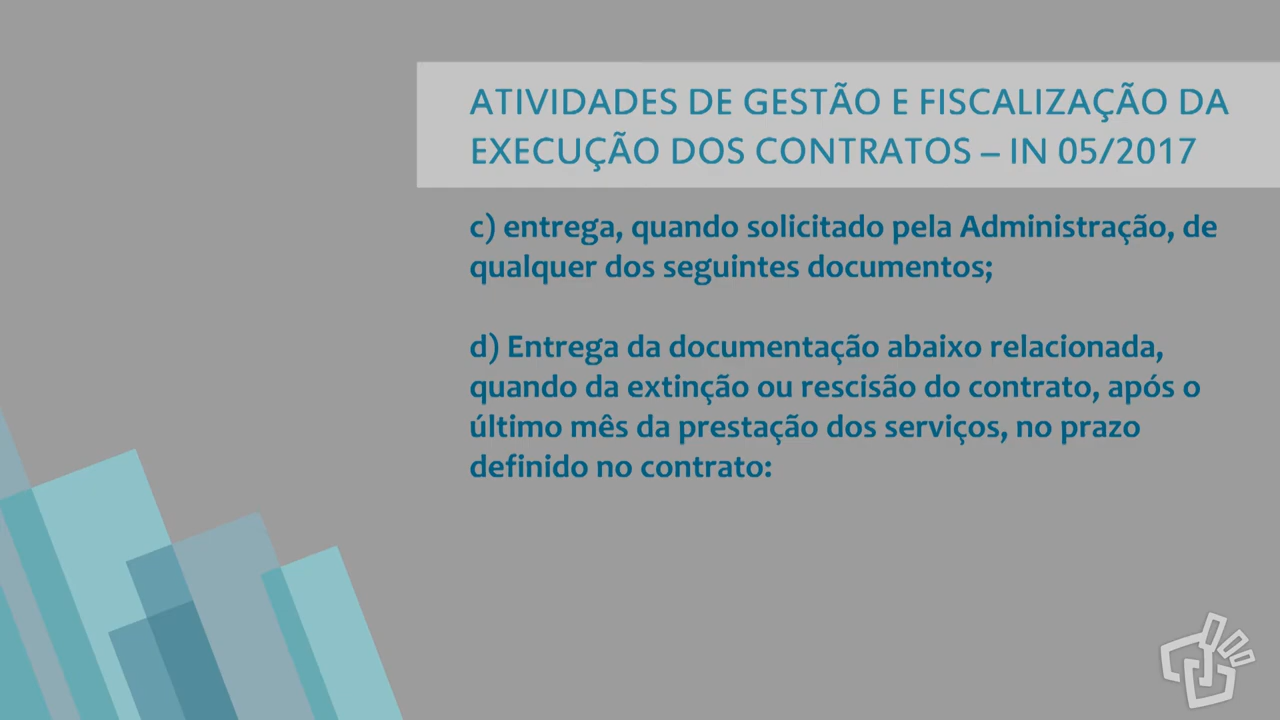 ATIVIDADES DE GESTÃO E FISCALIZAÇÃO DA
EXECUÇÃO DOS CONTRATOS – IN 05/2017
c) entrega, quando solicitado pela Administração, de
qualquer dos seguintes documentos;
d) Entrega da documentação abaixo relacionada,
quando da extinção ou rescisão do contrato, após o
último mês da prestação dos serviços, no prazo
definido no contrato: